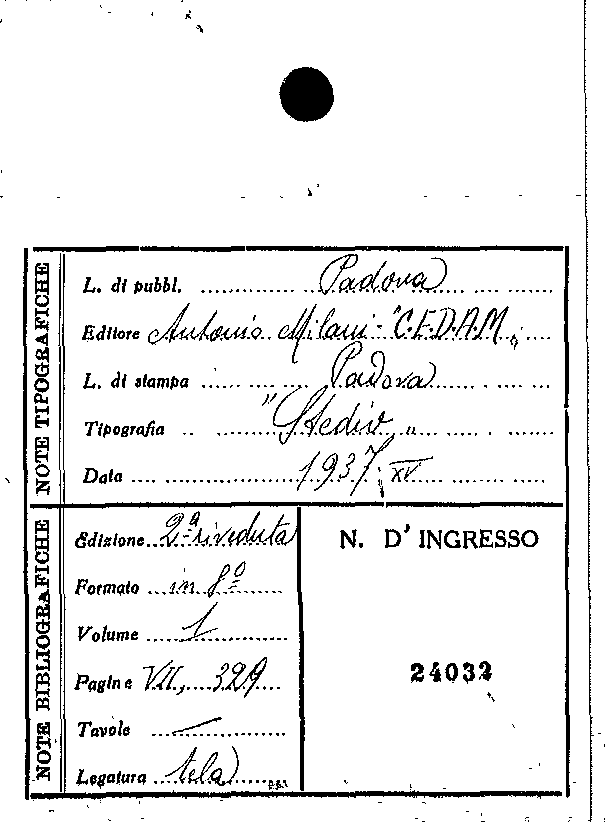 NOTE TIPOGRAFICHE
L. di pubbl. Padova
Editore Antonio Milani - "C.E.D.A.M„
L. di stampa Padova
Tipografia "Stediv„
Data 1937. XV
NOTE BIBLIOGRAFICHE
Edizione 2ª riveduta
Formato in 8º
Volume 1
Pagine VII, 329
Tavole —
Legatura tela
N. D' INGRESSO
24032